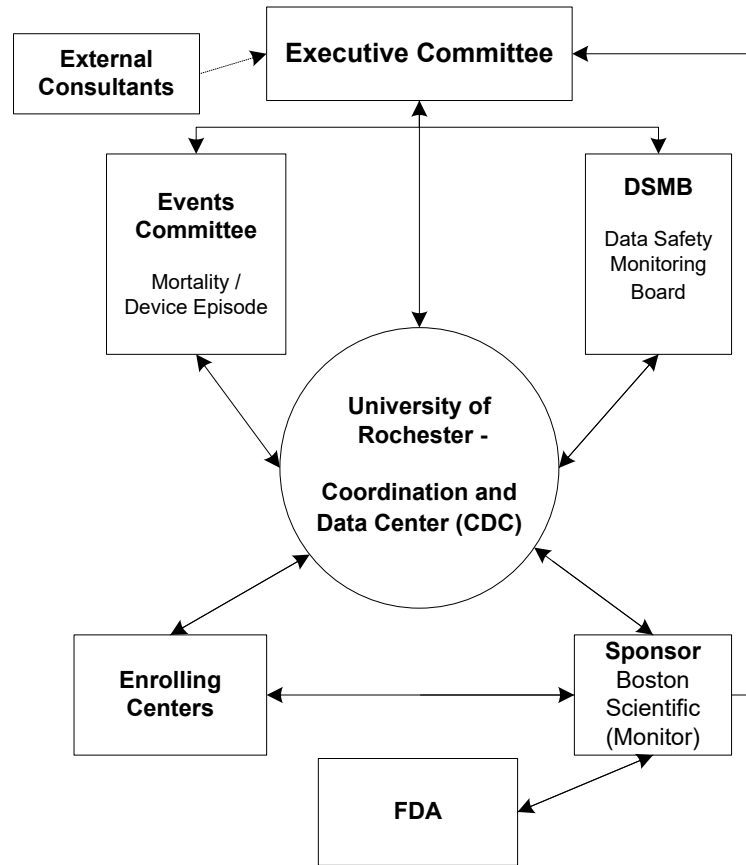 External
Consultants
Executive Committee
Events
Committee
Mortality /
Device Episode
DSMB
Data Safety
Monitoring
Board
University of
Rochester -
Coordination and
Data Center (CDC)
Enrolling
Centers
Sponsor
Boston
Scientific
(Monitor)
FDA